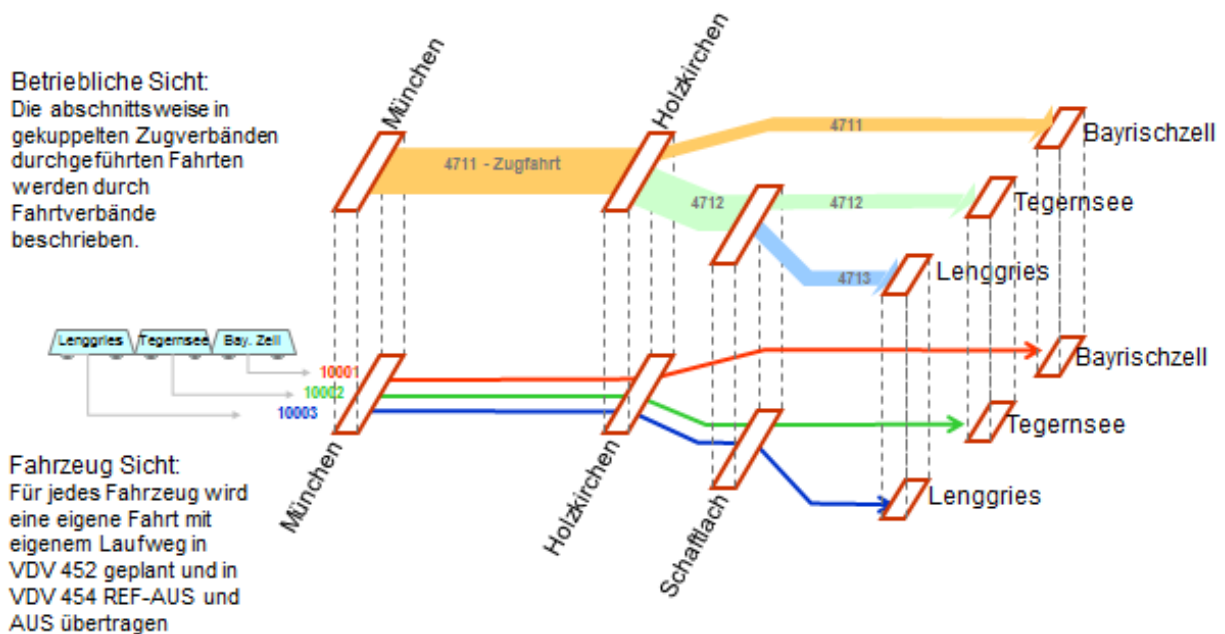 Betriebliche Sicht:
Die abschnittsweise in
gekuppelten Zugverbänden
durchgeführten Fahrten
werden durch
Fahrtverbände
beschrieben.
München
Holzkirchen
4711 - Zugfahrt
4711
Bayrischzell
4712
4712
Tegernsee
4713
Lenggries
Lenggries
Tegernsee
Bay. Zell
10001
10002
10003
Bayrischzell
Tegernsee
Lenggries
München
Holzkirchen
Schaftlach
Fahrzeug Sicht:
Für jedes Fahrzeug wird
eine eigene Fahrt mit
eigenem Laufweg in
VDV 452 geplant und in
VDV 454 REF-AUS und
AUS übertragen